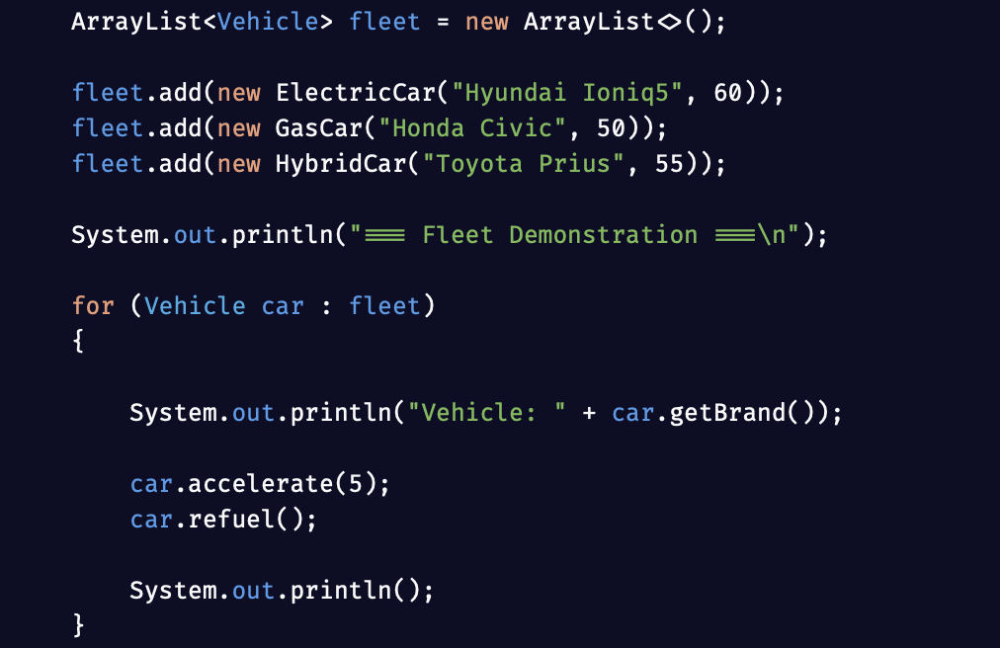 ArrayList<Vehicle> fleet = new ArrayList<>();
fleet.add(new ElectricCar("Hyundai Ioniq5", 60));
fleet.add(new GasCar("Honda Civic", 50));
fleet.add(new HybridCar("Toyota Prius", 55));
System.out.println("=== Fleet Demonstration ===\n");
for (Vehicle car : fleet)
{
System.out.println("Vehicle: " + car.getBrand());
car.accelerate(5);
car.refuel();
System.out.println();
}